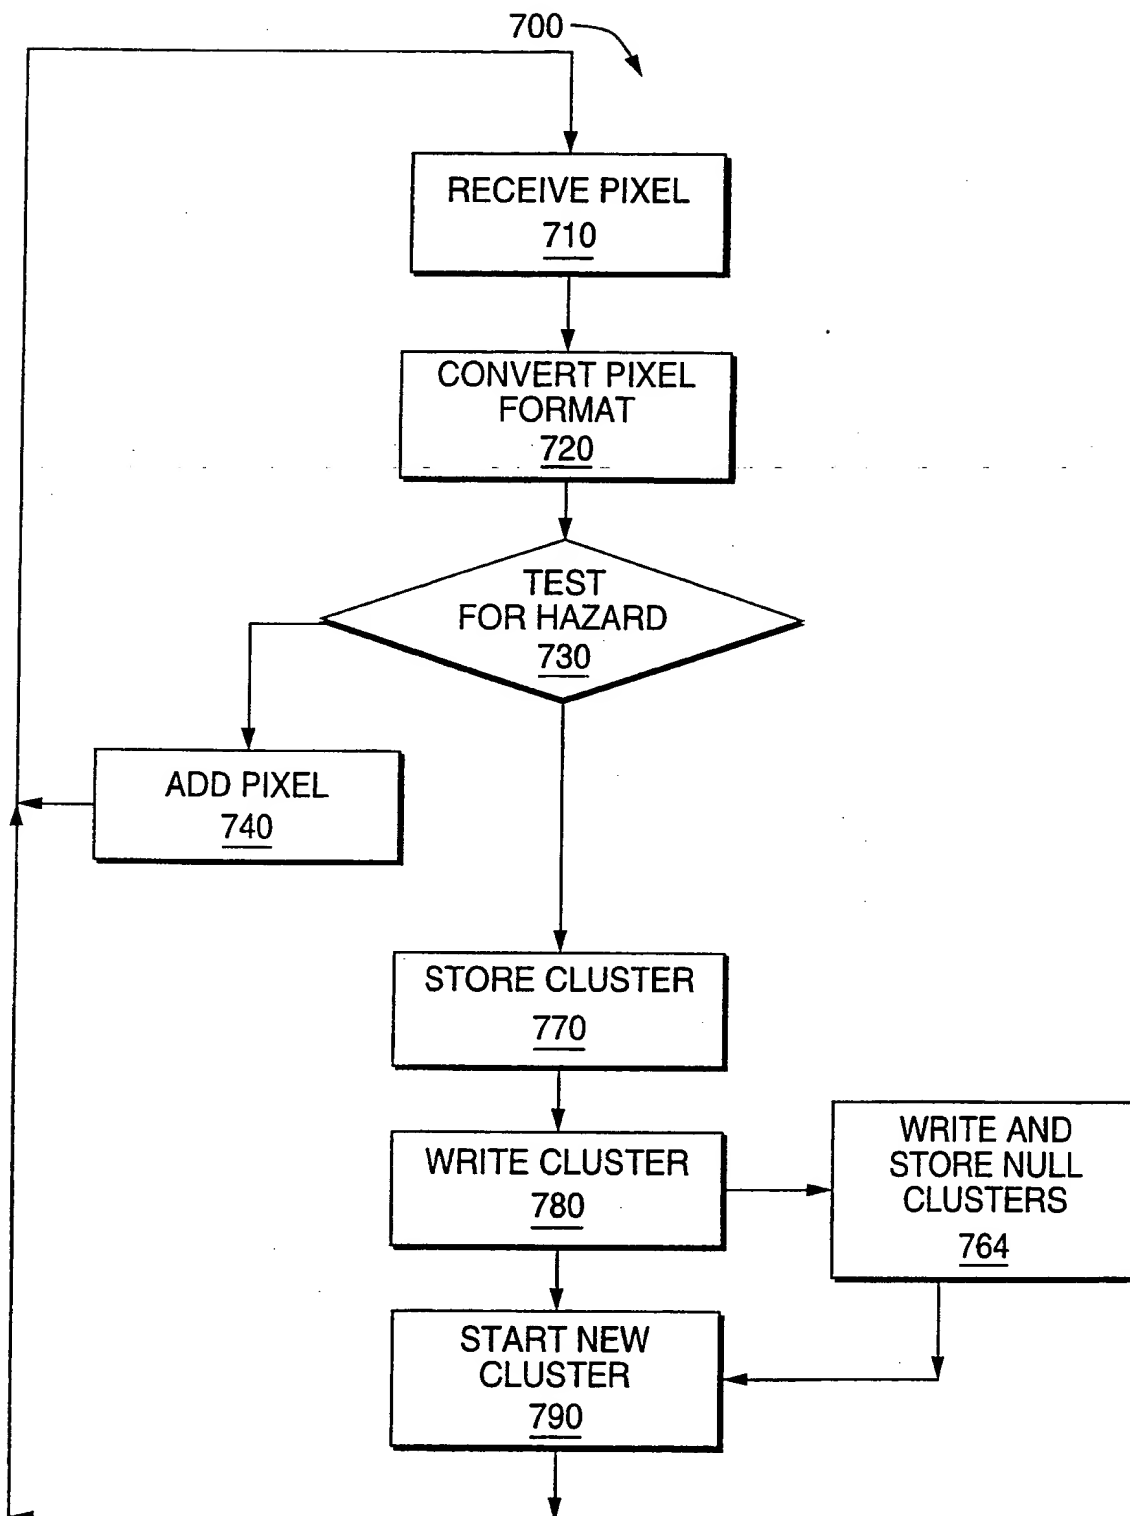 700
RECEIVE PIXEL
710
CONVERT PIXEL
FORMAT
720
TEST
FOR HAZARD
730
ADD PIXEL
740
STORE CLUSTER
770
WRITE CLUSTER
780
WRITE AND
STORE NULL
CLUSTERS
764
START NEW
CLUSTER
790